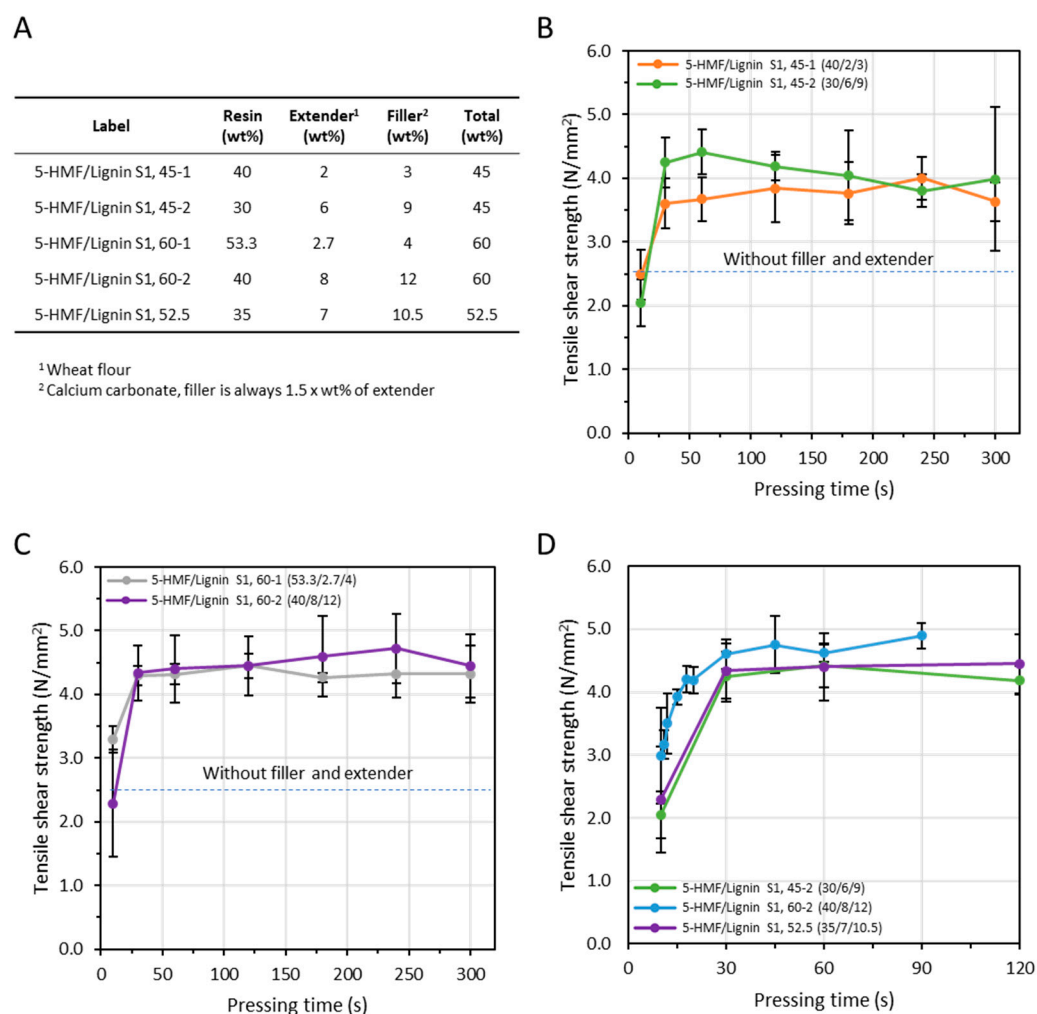 A
Label Resin (wt%) Extender¹ (wt%) Filler² (wt%) Total (wt%)
5-HMF/Lignin S1, 45-1 40 2 3 45
5-HMF/Lignin S1, 45-2 30 6 9 45
5-HMF/Lignin S1, 60-1 53.3 2.7 4 60
5-HMF/Lignin S1, 60-2 40 8 12 60
5-HMF/Lignin S1, 52.5 35 7 10.5 52.5
¹ Wheat flour
² Calcium carbonate, filler is always 1.5 x wt% of extender
B
Tensile shear strength (N/mm²)
6.0
5.0
4.0
3.0
2.0
1.0
0.0
5-HMF/Lignin S1, 45-1 (40/2/3)
5-HMF/Lignin S1, 45-2 (30/6/9)
Without filler and extender
0 50 100 150 200 250 300
Pressing time (s)
C
Tensile shear strength (N/mm²)
6.0
5.0
4.0
3.0
2.0
1.0
0.0
5-HMF/Lignin S1, 60-1 (53.3/2.7/4)
5-HMF/Lignin S1, 60-2 (40/8/12)
Without filler and extender
0 50 100 150 200 250 300
Pressing time (s)
D
Tensile shear strength (N/mm²)
6.0
5.0
4.0
3.0
2.0
1.0
0.0
5-HMF/Lignin S1, 45-2 (30/6/9)
5-HMF/Lignin S1, 60-2 (40/8/12)
5-HMF/Lignin S1, 52.5 (35/7/10.5)
0 30 60 90 120
Pressing time (s)